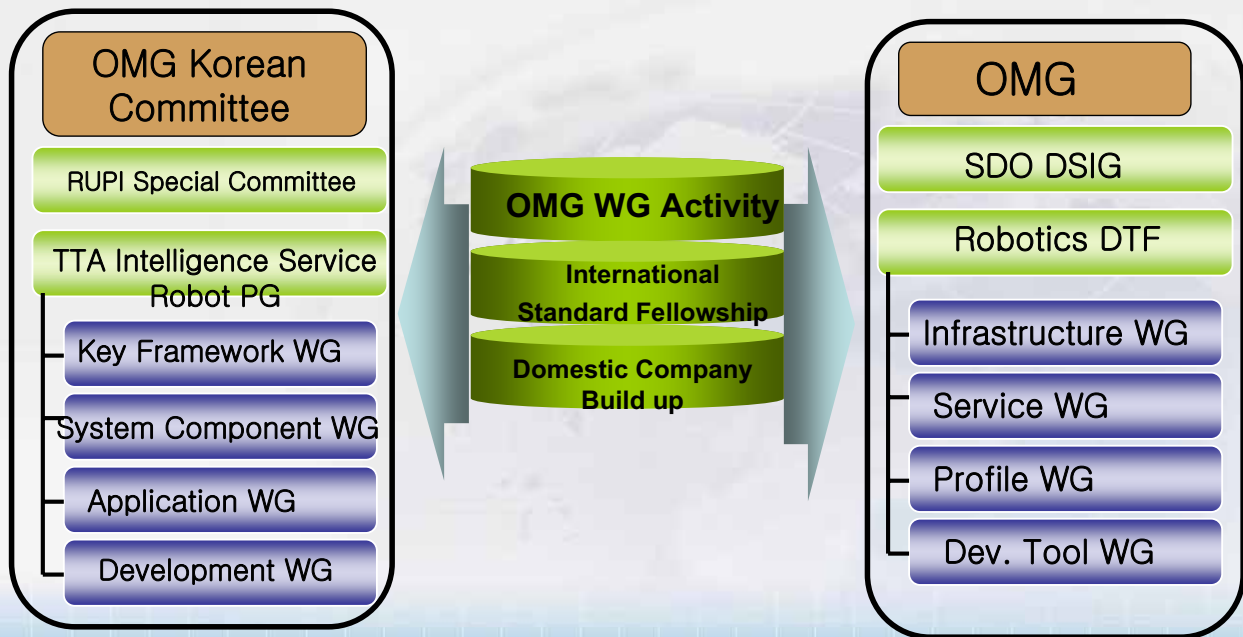 OMG Korean
Committee
RUPI Special Committee
TTA Intelligence Service
Robot PG
Key Framework WG
System Component WG
Application WG
Development WG
OMG WG Activity
International
Standard Fellowship
Domestic Company
Build up
OMG
SDO DSIG
Robotics DTF
Infrastructure WG
Service WG
Profile WG
Dev. Tool WG